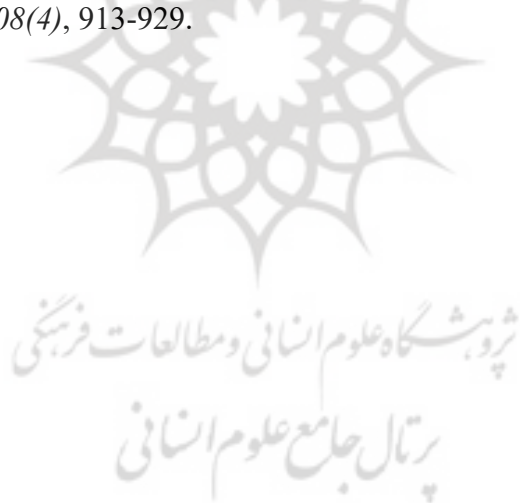 08(4), 913-929.
پژوهشگاه علوم انسانی و مطالعات فرهنگی
پرتال جامع علوم انسانی